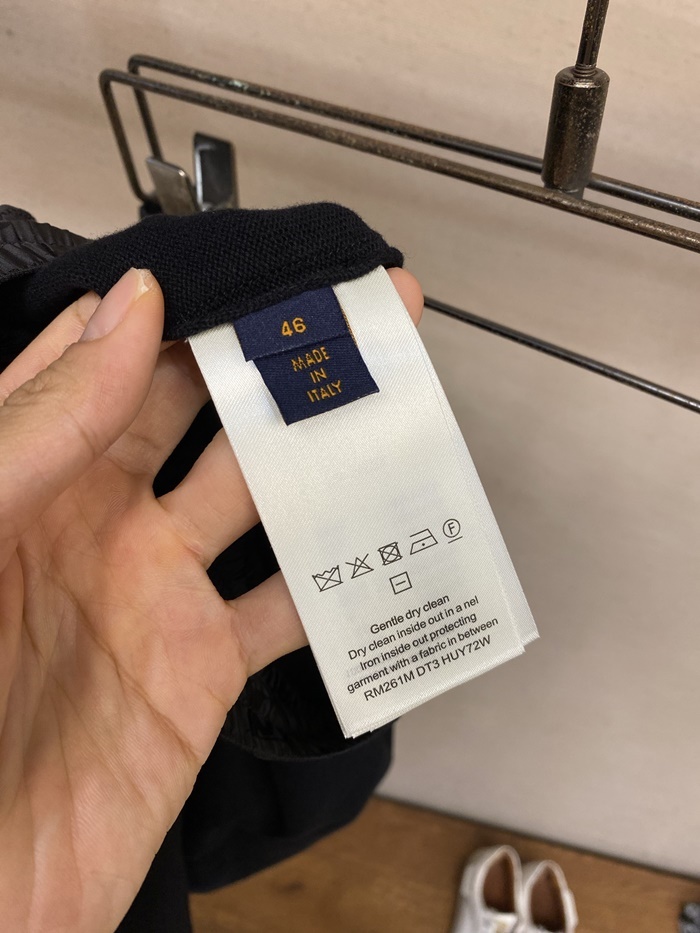 46
MADE
IN
ITALY
F
Gentle dry clean
Dry clean inside out in a nel
Iron inside out protecting
garment with a fabric in between
RM261M DT3 HUY72W